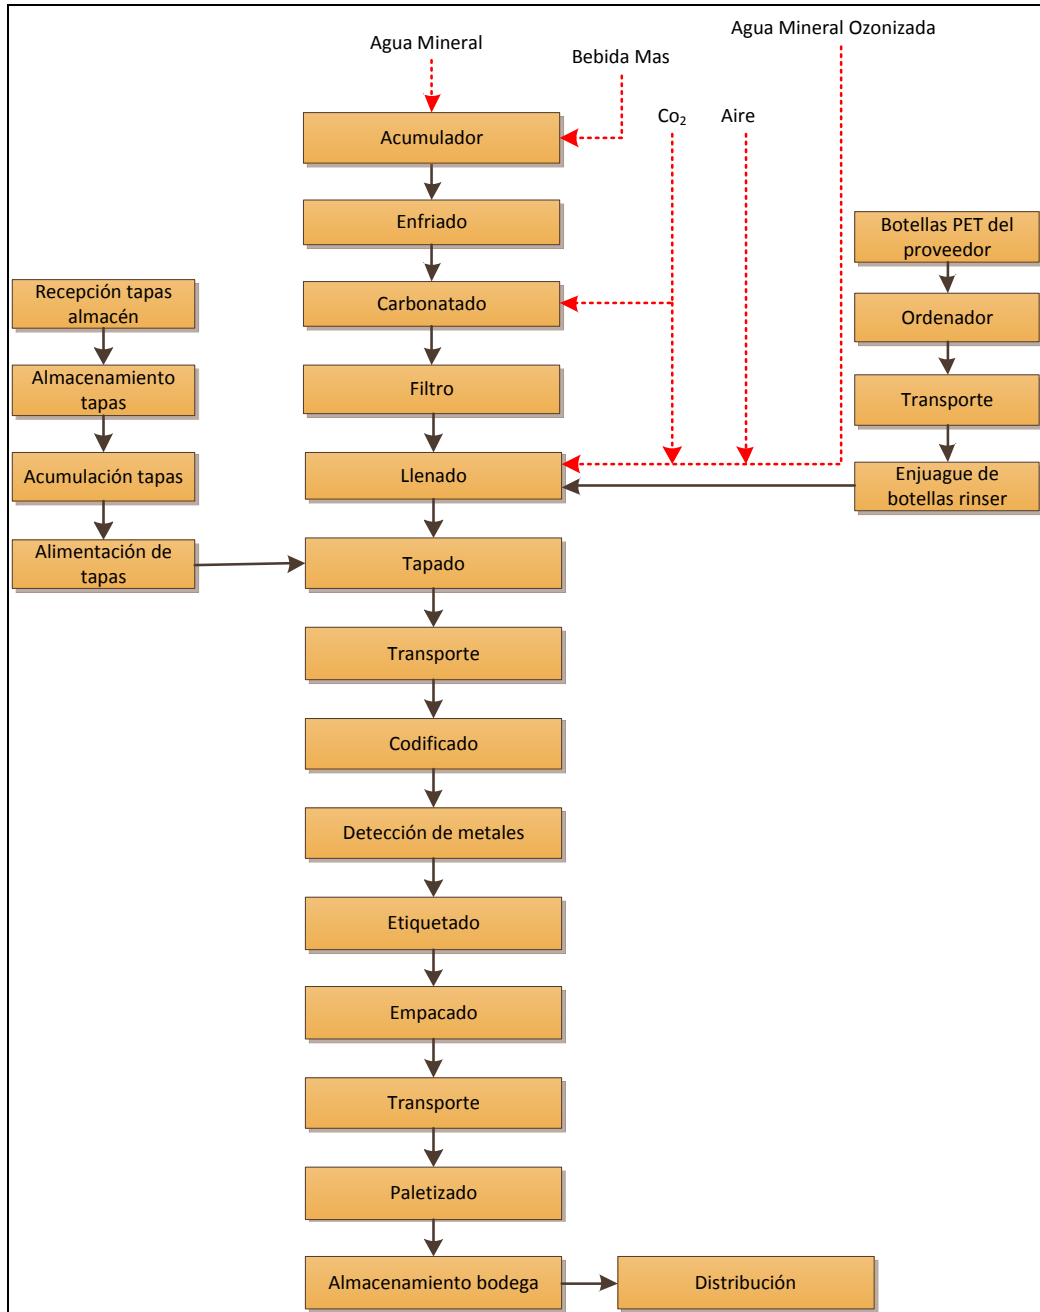 Agua Mineral
Bebida Mas
Agua Mineral Ozonizada
Co₂
Aire
Acumulador
Enfriado
Carbonatado
Filtro
Llenado
Recepción tapas
almacén
Almacenamiento
tapas
Acumulación tapas
Alimentación de
tapas
Botellas PET del
proveedor
Ordenador
Transporte
Enjuague de
botellas rinser
Tapado
Transporte
Codificado
Detección de metales
Etiquetado
Empacado
Transporte
Paletizado
Almacenamiento bodega
Distribución